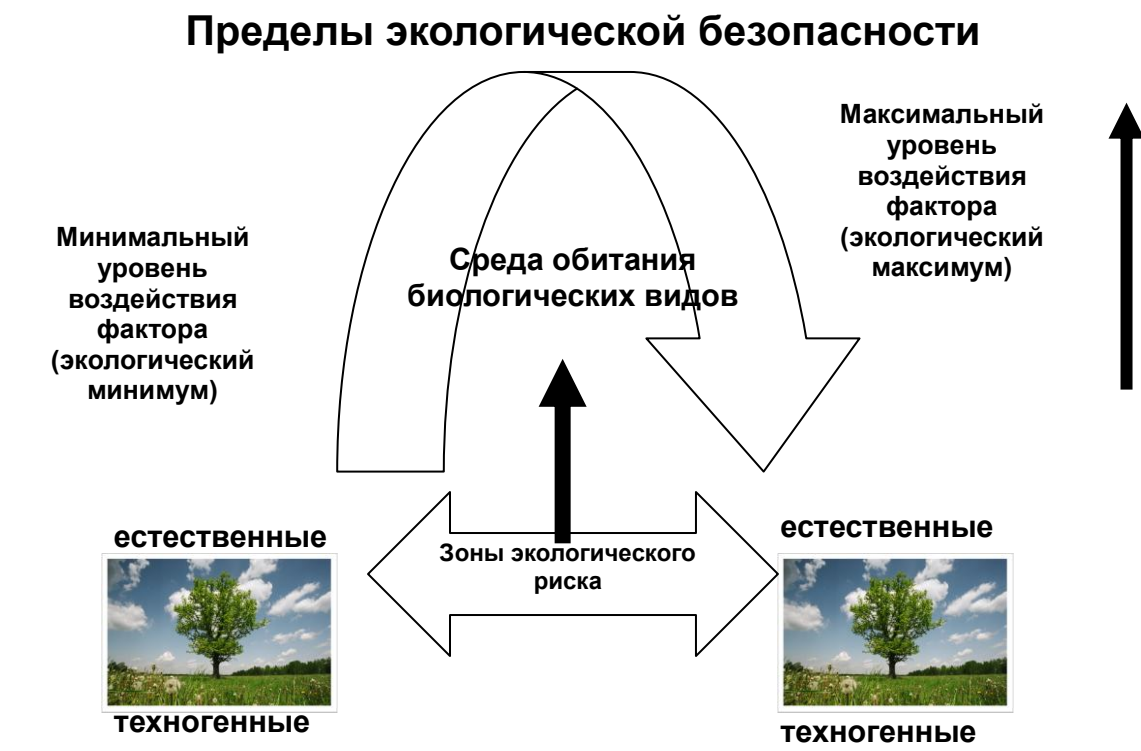 Пределы экологической безопасности
Минимальный
уровень
воздействия
фактора
(экологический
минимум)
Среда обитания
биологических видов
Максимальный
уровень
воздействия
фактора
(экологический
максимум)
естественные
техногенные
Зоны экологического
риска
естественные
техногенные